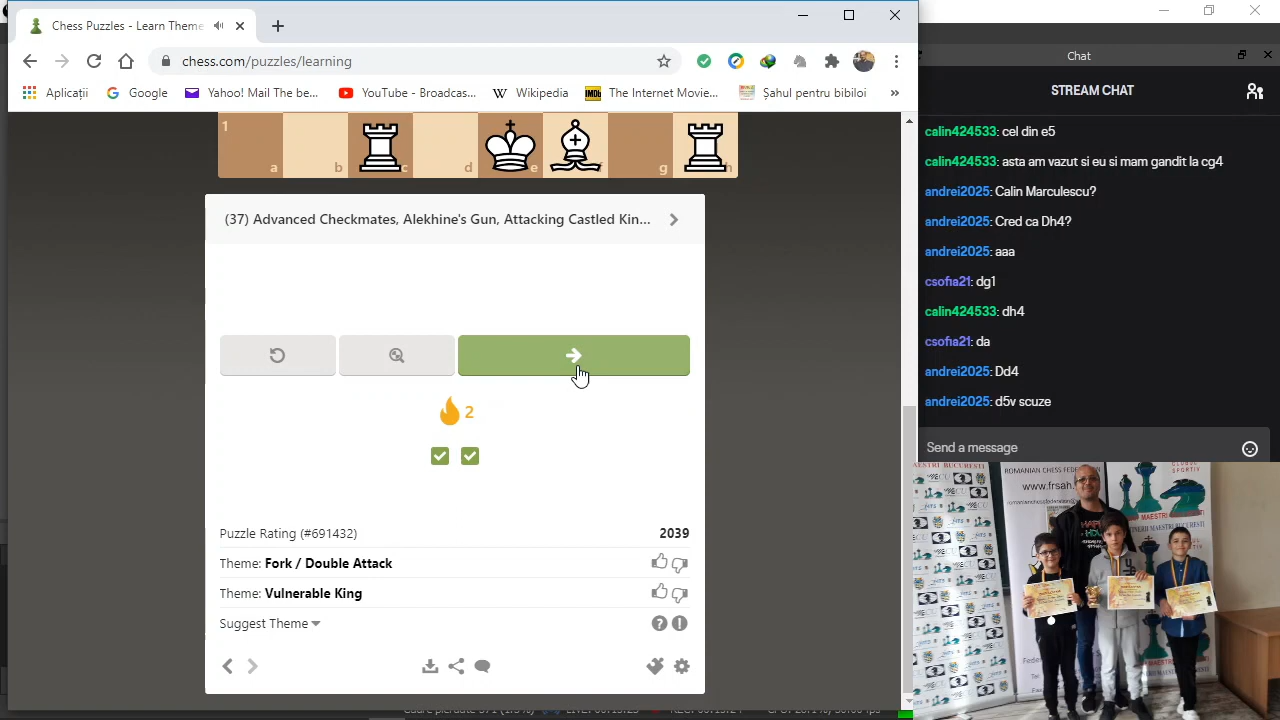 Chess Puzzles - Learn Theme
chess.com/puzzles/learning
Aplicații
Google
Yahoo! Mail The be...
YouTube - Broadcas...
Wikipedia
The Internet Movie...
Șahul pentru bibiloi
»
1
a b c d e f g h
(37) Advanced Checkmates, Alekhine's Gun, Attacking Castled Kin...
2
Puzzle Rating (#691432) 2039
Theme: Fork / Double Attack
Theme: Vulnerable King
Suggest Theme
Chat
STREAM CHAT
calin424533: cel din e5
calin424533: asta am vazut si eu si mam gandit la cg4
andrei2025: Calin Marculescu?
andrei2025: Cred ca Dh4?
andrei2025: aaa
csofia21: dg1
calin424533: dh4
csofia21: da
andrei2025: Dd4
andrei2025: d5v scuze
Send a message
ROMANIAN CHESS FEDERATION
www.frsah.